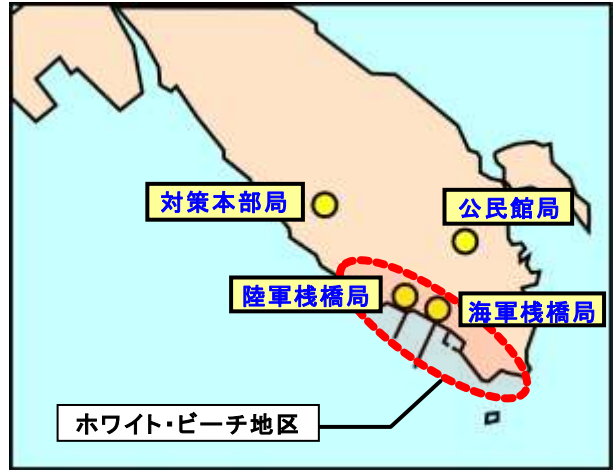 対策本部局
公民館局
陸軍桟橋局
海軍桟橋局
ホワイト・ビーチ地区